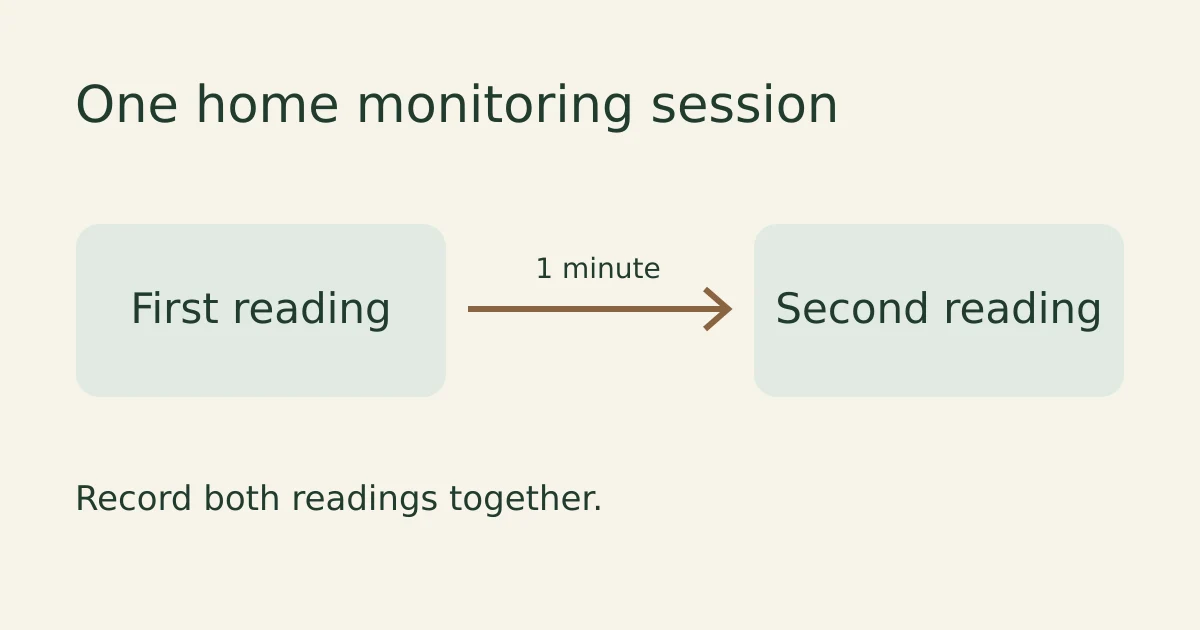 One home monitoring session
First reading
1 minute
Second reading
Record both readings together.